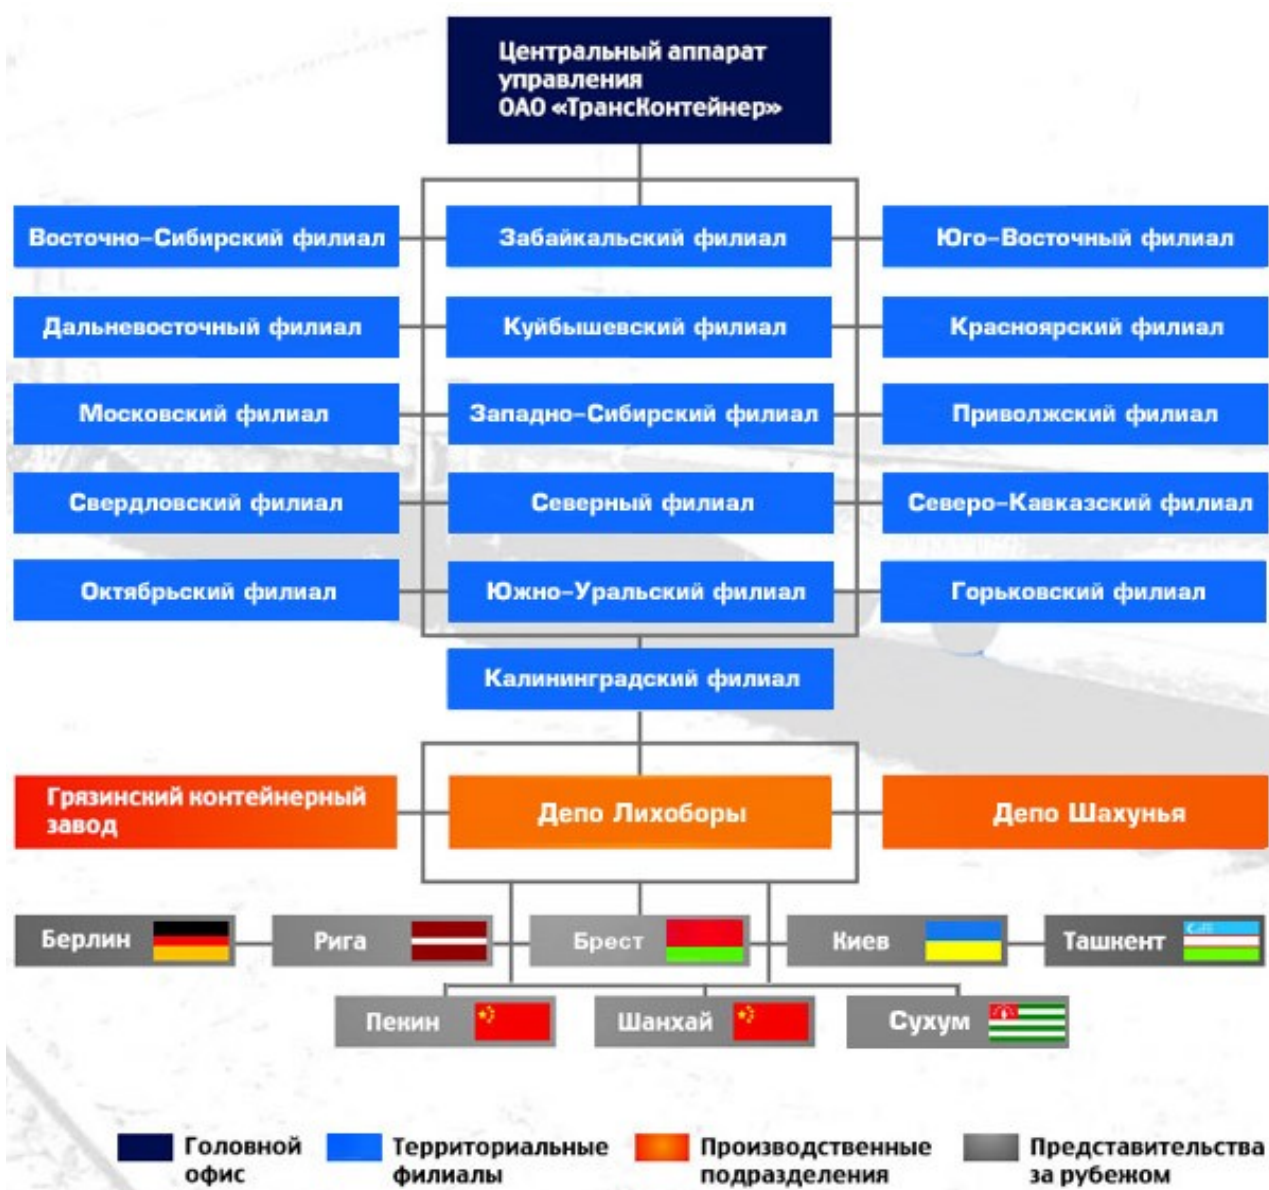 Центральный аппарат
управления
ОАО «ТрансКонтейнер»
Восточно-Сибирский филиал
Забайкальский филиал
Юго-Восточный филиал
Дальневосточный филиал
Куйбышевский филиал
Красноярский филиал
Московский филиал
Западно-Сибирский филиал
Приволжский филиал
Свердловский филиал
Северный филиал
Северо-Кавказский филиал
Октябрьский филиал
Южно-Уральский филиал
Горьковский филиал
Калининградский филиал
Грязинский контейнерный
завод
Депо Лихоборы
Депо Шахунья
Берлин
Рига
Брест
Киев
Ташкент
Пекин
Шанхай
Сухум
Головной
офис
Территориальные
филиалы
Производственные
подразделения
Представительства
за рубежом